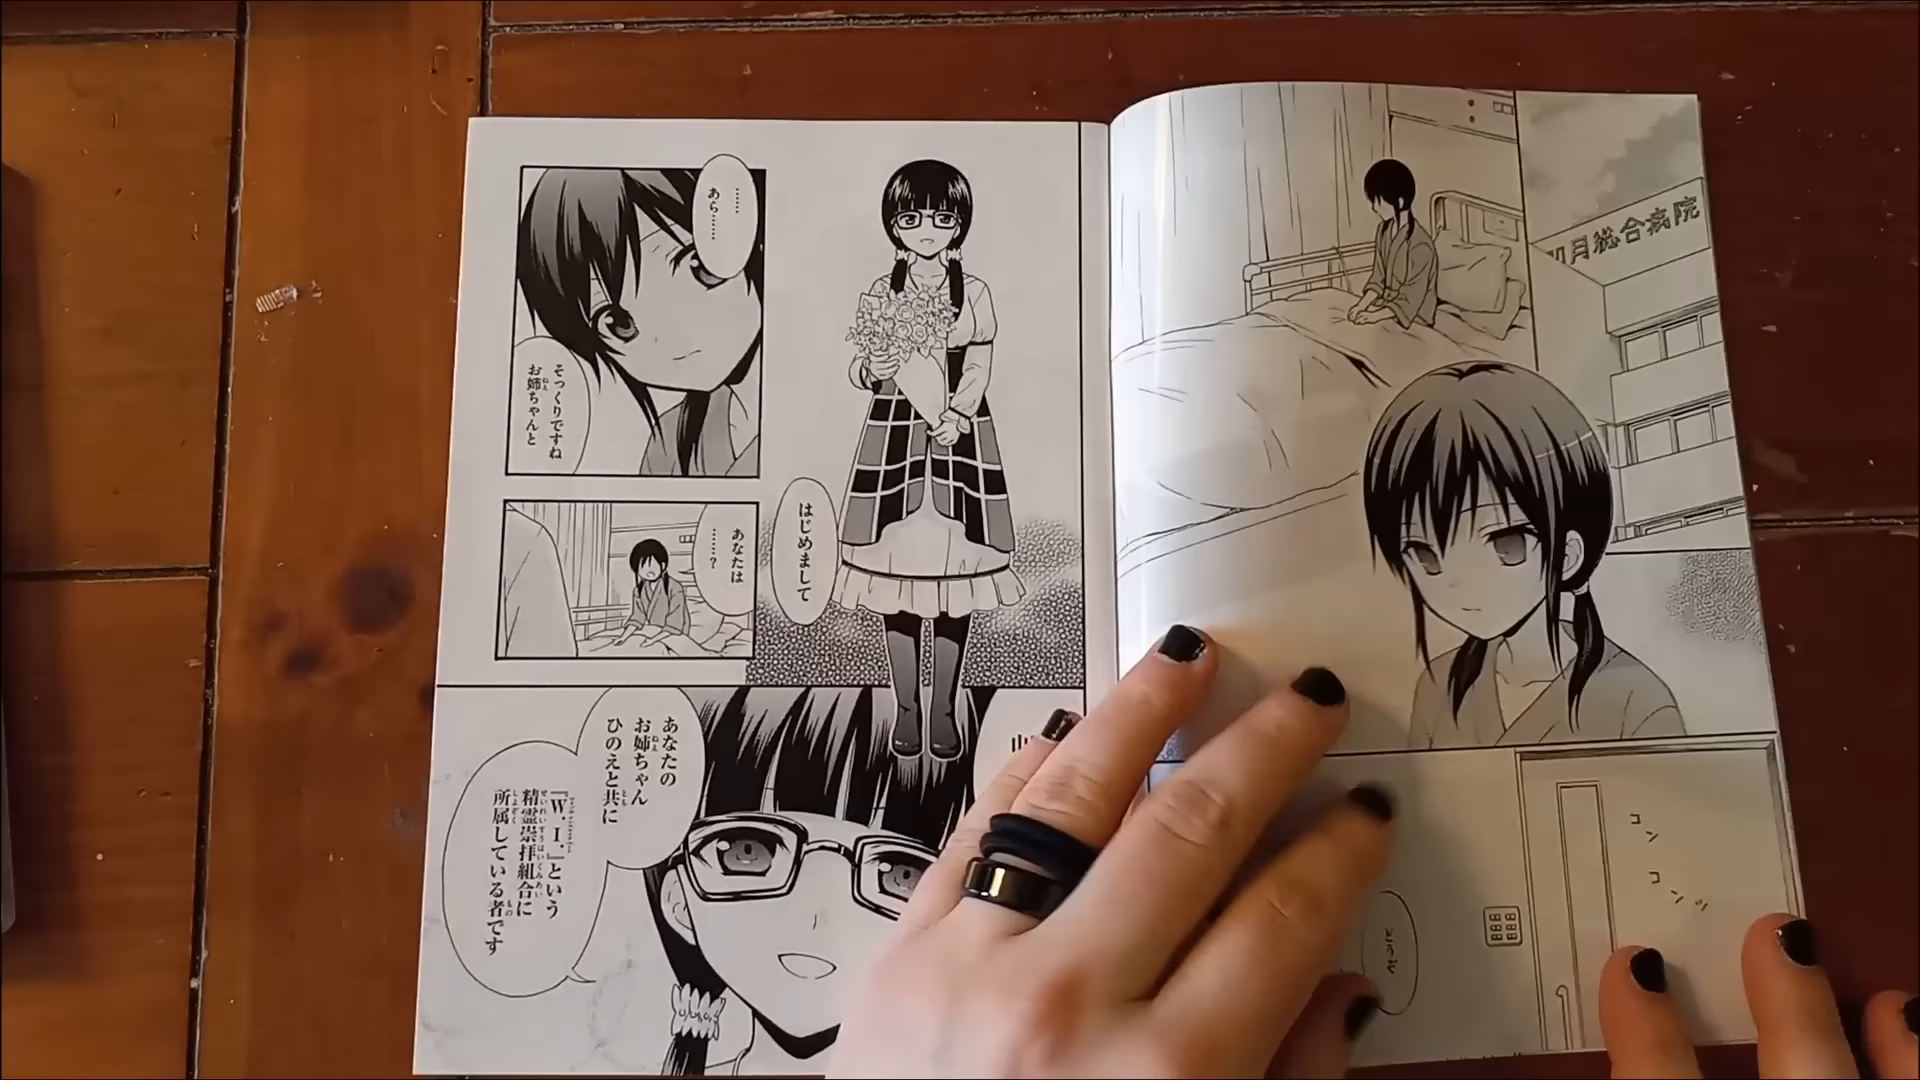 月総合病院
コン
コンッ
どうぞ
はじめまして
……
あら……
そっくりですね
お姉ちゃんと
あなたは
……？
あなたの
お姉ちゃん
ひのえと共に
『W.I.』という
精霊崇拝組合に
所属している者です